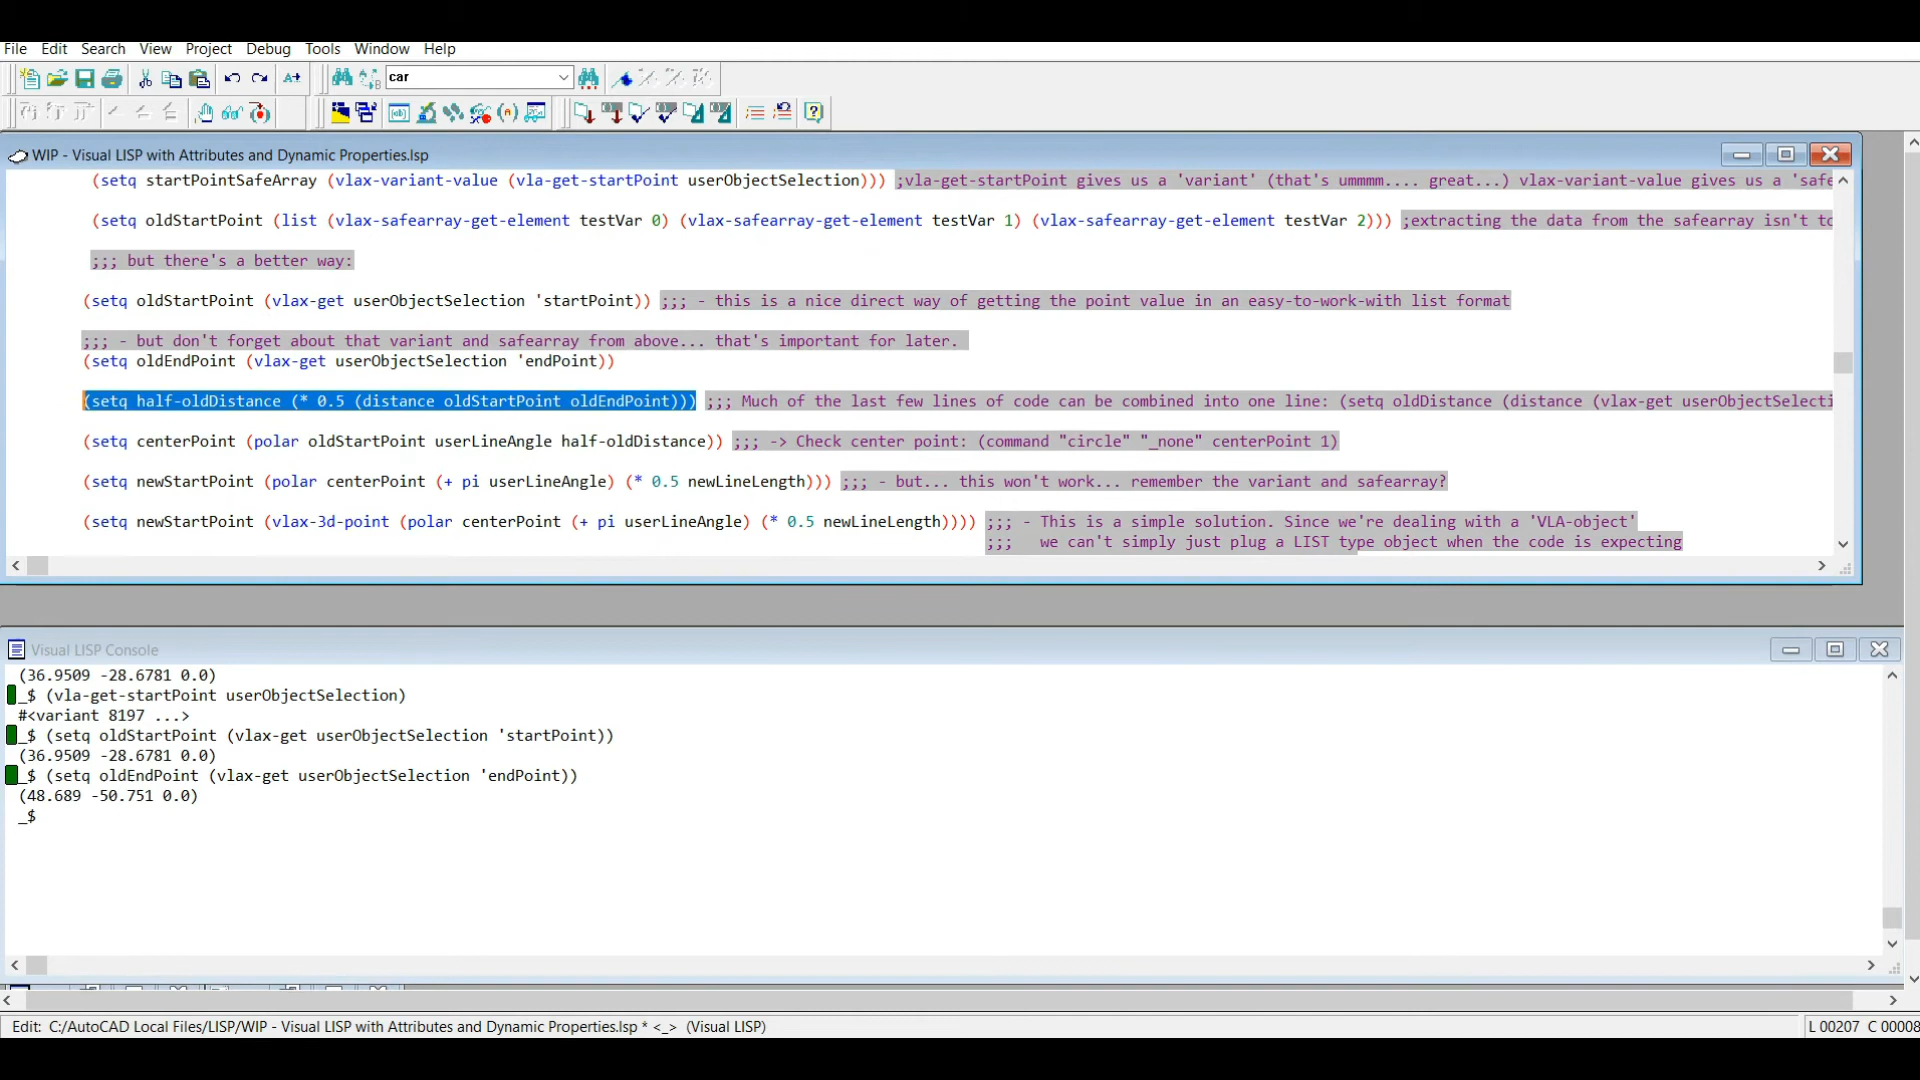 File Edit Search View Project Debug Tools Window Help
car
WIP - Visual LISP with Attributes and Dynamic Properties.lsp
(setq startPointSafeArray (vlax-variant-value (vla-get-startPoint userObjectSelection))) ;vla-get-startPoint gives us a 'variant' (that's ummmm.... great...) vlax-variant-value gives us a 'safe
(setq oldStartPoint (list (vlax-safearray-get-element testVar 0) (vlax-safearray-get-element testVar 1) (vlax-safearray-get-element testVar 2))) ;extracting the data from the safearray isn't to
;;; but there's a better way:
(setq oldStartPoint (vlax-get userObjectSelection 'startPoint)) ;;; - this is a nice direct way of getting the point value in an easy-to-work-with list format
;;; - but don't forget about that variant and safearray from above... that's important for later.
(setq oldEndPoint (vlax-get userObjectSelection 'endPoint))
(setq half-oldDistance (* 0.5 (distance oldStartPoint oldEndPoint))) ;;; Much of the last few lines of code can be combined into one line: (setq oldDistance (distance (vlax-get userObjectSelecti
(setq centerPoint (polar oldStartPoint userLineAngle half-oldDistance)) ;;; -> Check center point: (command "circle" "_none" centerPoint 1)
(setq newStartPoint (polar centerPoint (+ pi userLineAngle) (* 0.5 newLineLength))) ;;; - but... this won't work... remember the variant and safearray?
(setq newStartPoint (vlax-3d-point (polar centerPoint (+ pi userLineAngle) (* 0.5 newLineLength)))) ;;; - This is a simple solution. Since we're dealing with a 'VLA-object'
;;; we can't simply just plug a LIST type object when the code is expecting
Visual LISP Console
(36.9509 -28.6781 0.0)
_$ (vla-get-startPoint userObjectSelection)
#<variant 8197 ...>
_$ (setq oldStartPoint (vlax-get userObjectSelection 'startPoint))
(36.9509 -28.6781 0.0)
_$ (setq oldEndPoint (vlax-get userObjectSelection 'endPoint))
(48.689 -50.751 0.0)
_$
Edit: C:/AutoCAD Local Files/LISP/WIP - Visual LISP with Attributes and Dynamic Properties.lsp * <_> (Visual LISP) L 00207 C 00008